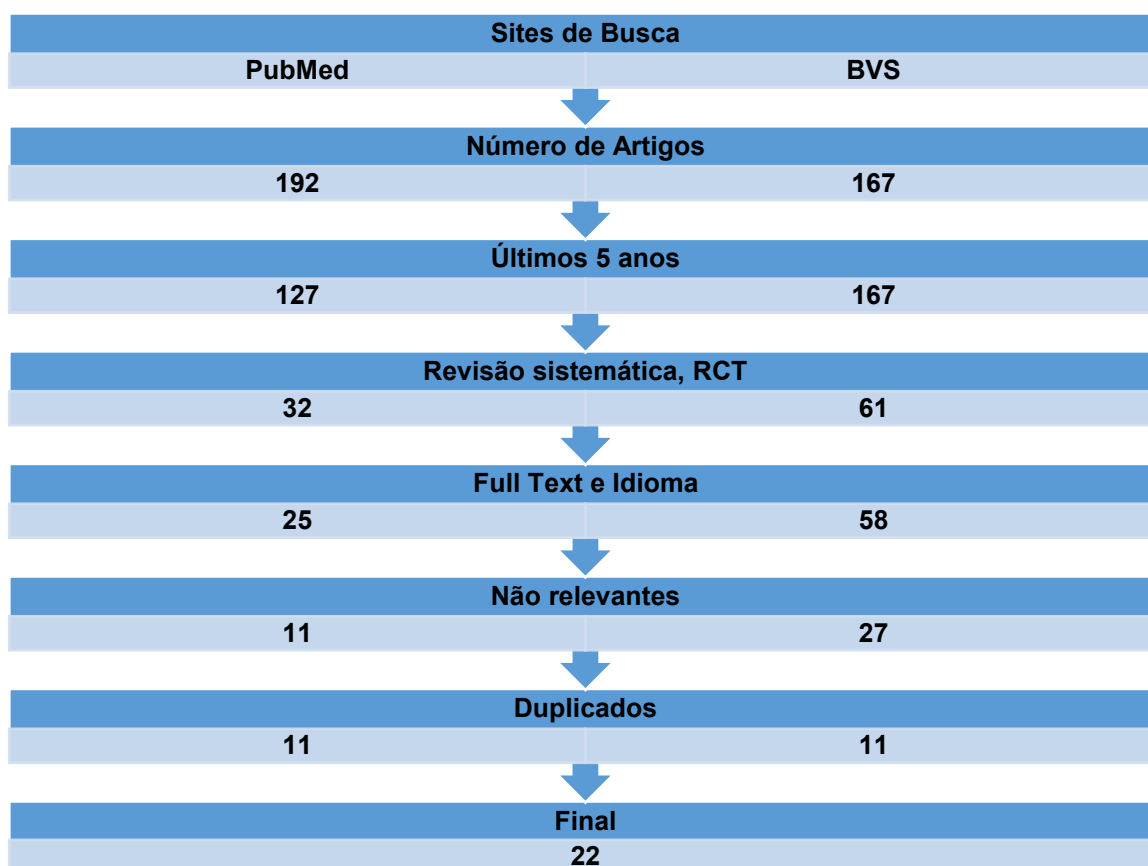 Sites de Busca
PubMed BVS
Número de Artigos
192 167
Últimos 5 anos
127 167
Revisão sistemática, RCT
32 61
Full Text e Idioma
25 58
Não relevantes
11 27
Duplicados
11 11
Final
22